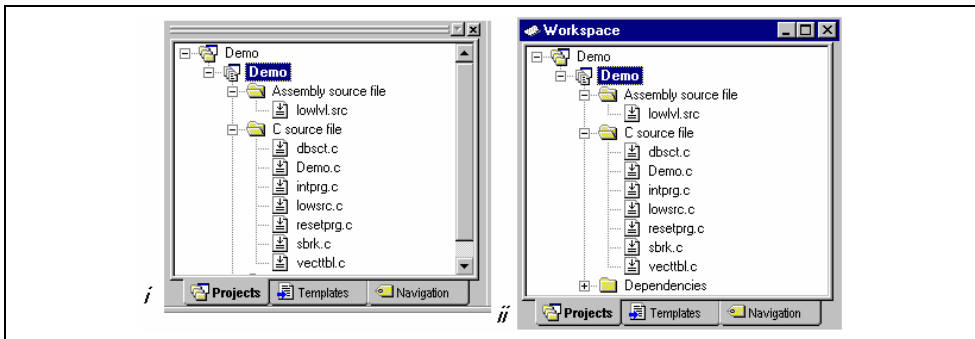 Demo
Demo
Assembly source file
lowlvl.src
C source file
dbsct.c
Demo.c
intprg.c
lowsrc.c
resetprg.c
sbrk.c
vecttbl.c
Projects Templates Navigation
i
Workspace
Demo
Demo
Assembly source file
lowlvl.src
C source file
dbsct.c
Demo.c
intprg.c
lowsrc.c
resetprg.c
sbrk.c
vecttbl.c
Dependencies
Projects Templates Navigation
ii